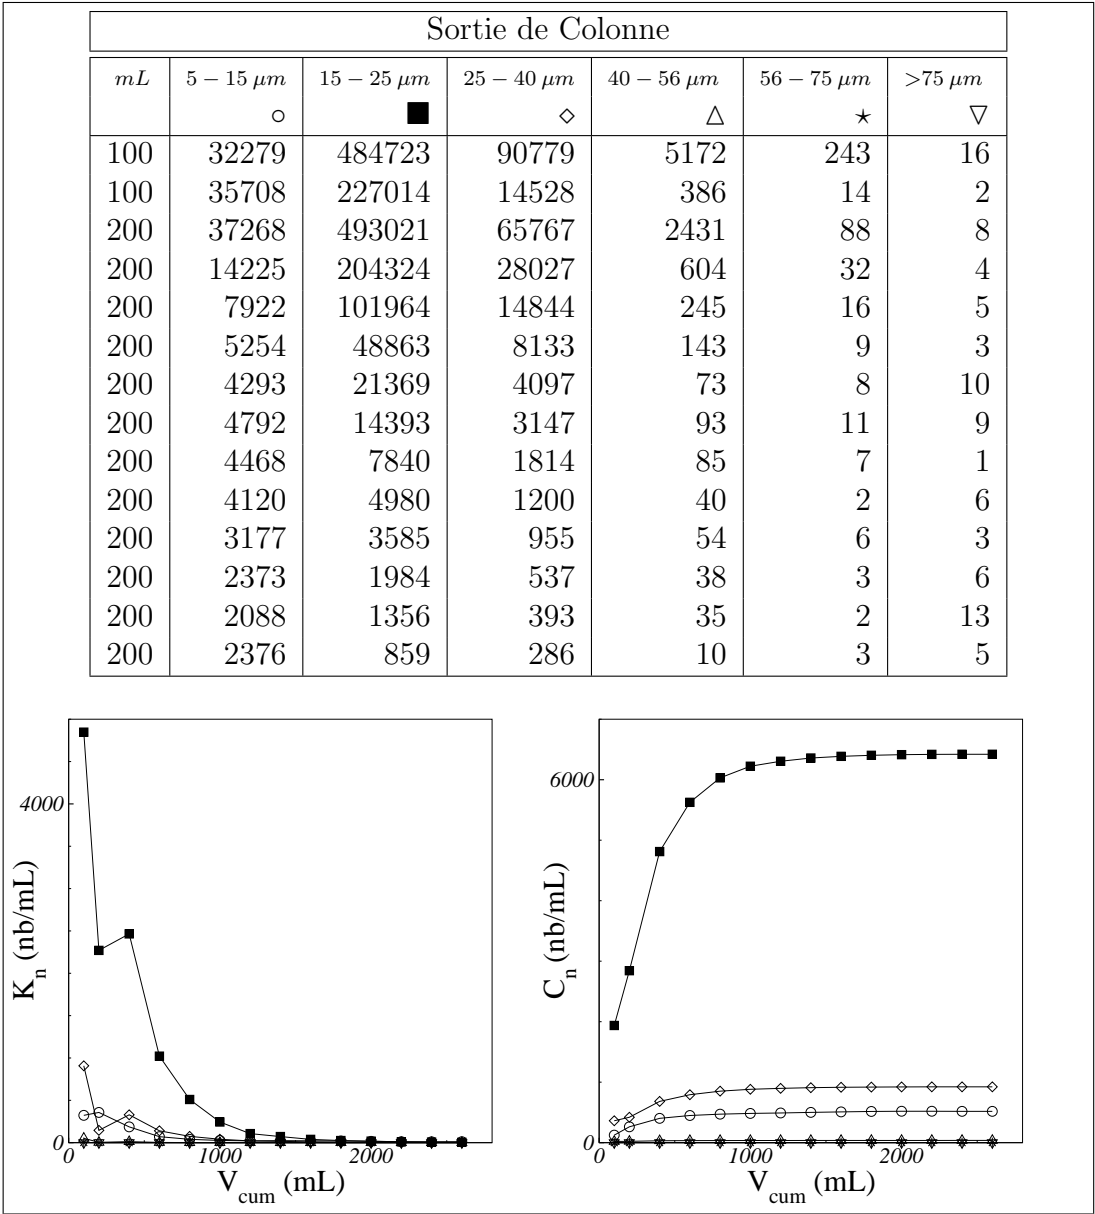 Sortie de Colonne
mL 5 – 15 μm 15 – 25 μm 25 – 40 μm 40 – 56 μm 56 – 75 μm >75 μm
○ ■ ◇ △ ⋆ ▽
100 32279 484723 90779 5172 243 16
100 35708 227014 14528 386 14 2
200 37268 493021 65767 2431 88 8
200 14225 204324 28027 604 32 4
200 7922 101964 14844 245 16 5
200 5254 48863 8133 143 9 3
200 4293 21369 4097 73 8 10
200 4792 14393 3147 93 11 9
200 4468 7840 1814 85 7 1
200 4120 4980 1200 40 2 6
200 3177 3585 955 54 6 3
200 2373 1984 537 38 3 6
200 2088 1356 393 35 2 13
200 2376 859 286 10 3 5
4000
K_n (nb/mL)
0
0 1000 2000
V_cum (mL)
6000
C_n (nb/mL)
0
0 1000 2000
V_cum (mL)